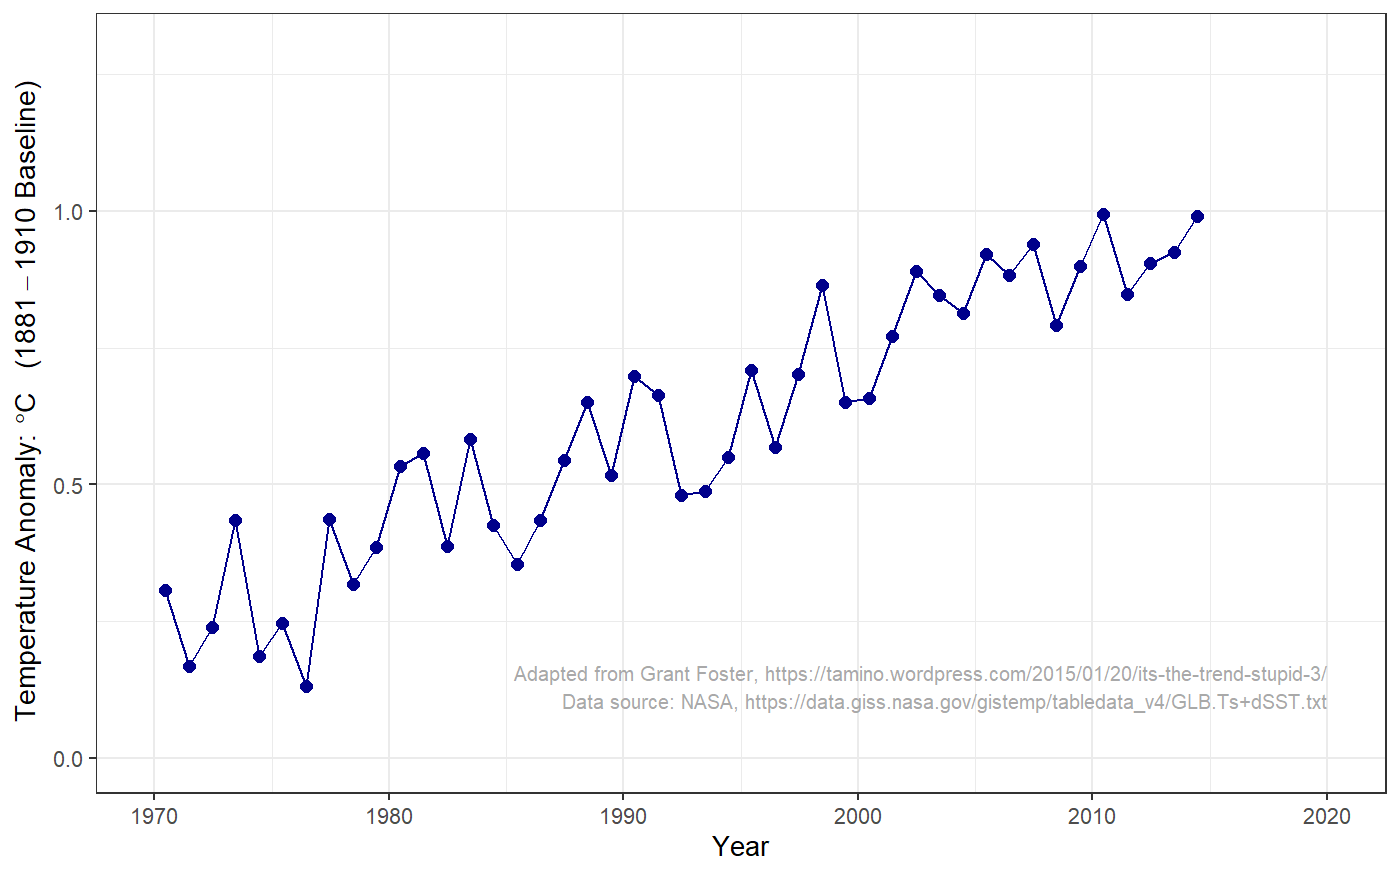 Temperature Anomaly: °C (1881 – 1910 Baseline)
1.0
0.5
0.0
Adapted from Grant Foster, https://tamino.wordpress.com/2015/01/20/its-the-trend-stupid-3/
Data source: NASA, https://data.giss.nasa.gov/gistemp/tabledata_v4/GLB.Ts+dSST.txt
1970 1980 1990 2000 2010 2020
Year